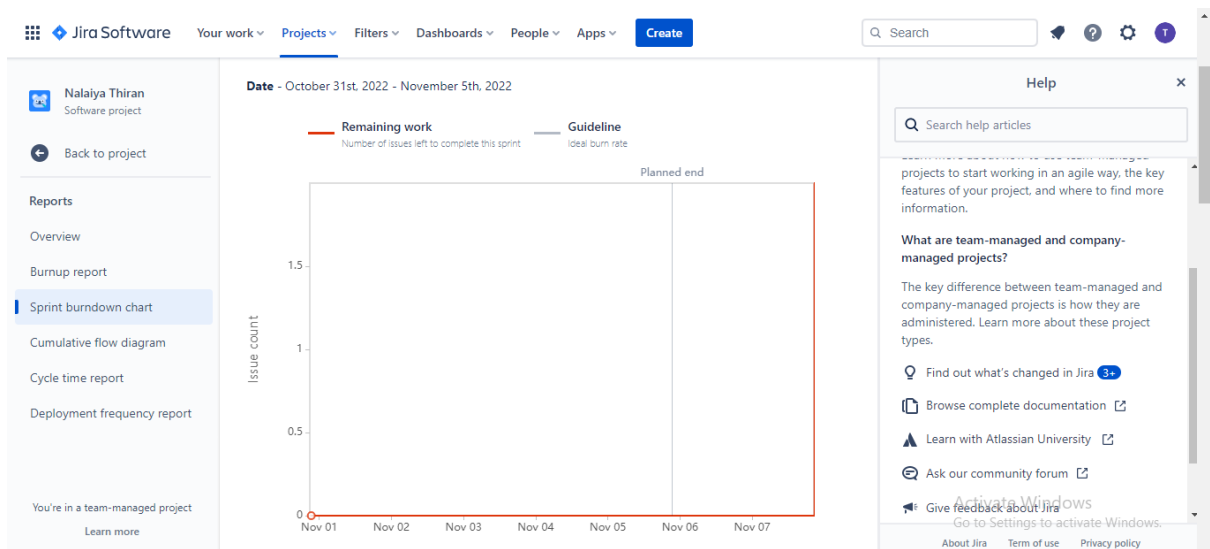 Jira Software
Your work
Projects
Filters
Dashboards
People
Apps
Create
Search
T
Nalaiya Thiran
Software project
Back to project
Reports
Overview
Burnup report
Sprint burndown chart
Cumulative flow diagram
Cycle time report
Deployment frequency report
You're in a team-managed project
Learn more
Date - October 31st, 2022 - November 5th, 2022
Remaining work
Number of issues left to complete this sprint
Guideline
Ideal burn rate
Planned end
Issue count
1.5
1
0.5
0
Nov 01 Nov 02 Nov 03 Nov 04 Nov 05 Nov 06 Nov 07
Help
Search help articles
Learn more about how to use team-managed
projects to start working in an agile way, the key
features of your project, and where to find more
information.
What are team-managed and company-
managed projects?
The key difference between team-managed and
company-managed projects is how they are
administered. Learn more about these project
types.
Find out what's changed in Jira 3+
Browse complete documentation
Learn with Atlassian University
Ask our community forum
Give feedback about Jira
Activate Windows
Go to Settings to activate Windows.
About Jira Term of use Privacy policy